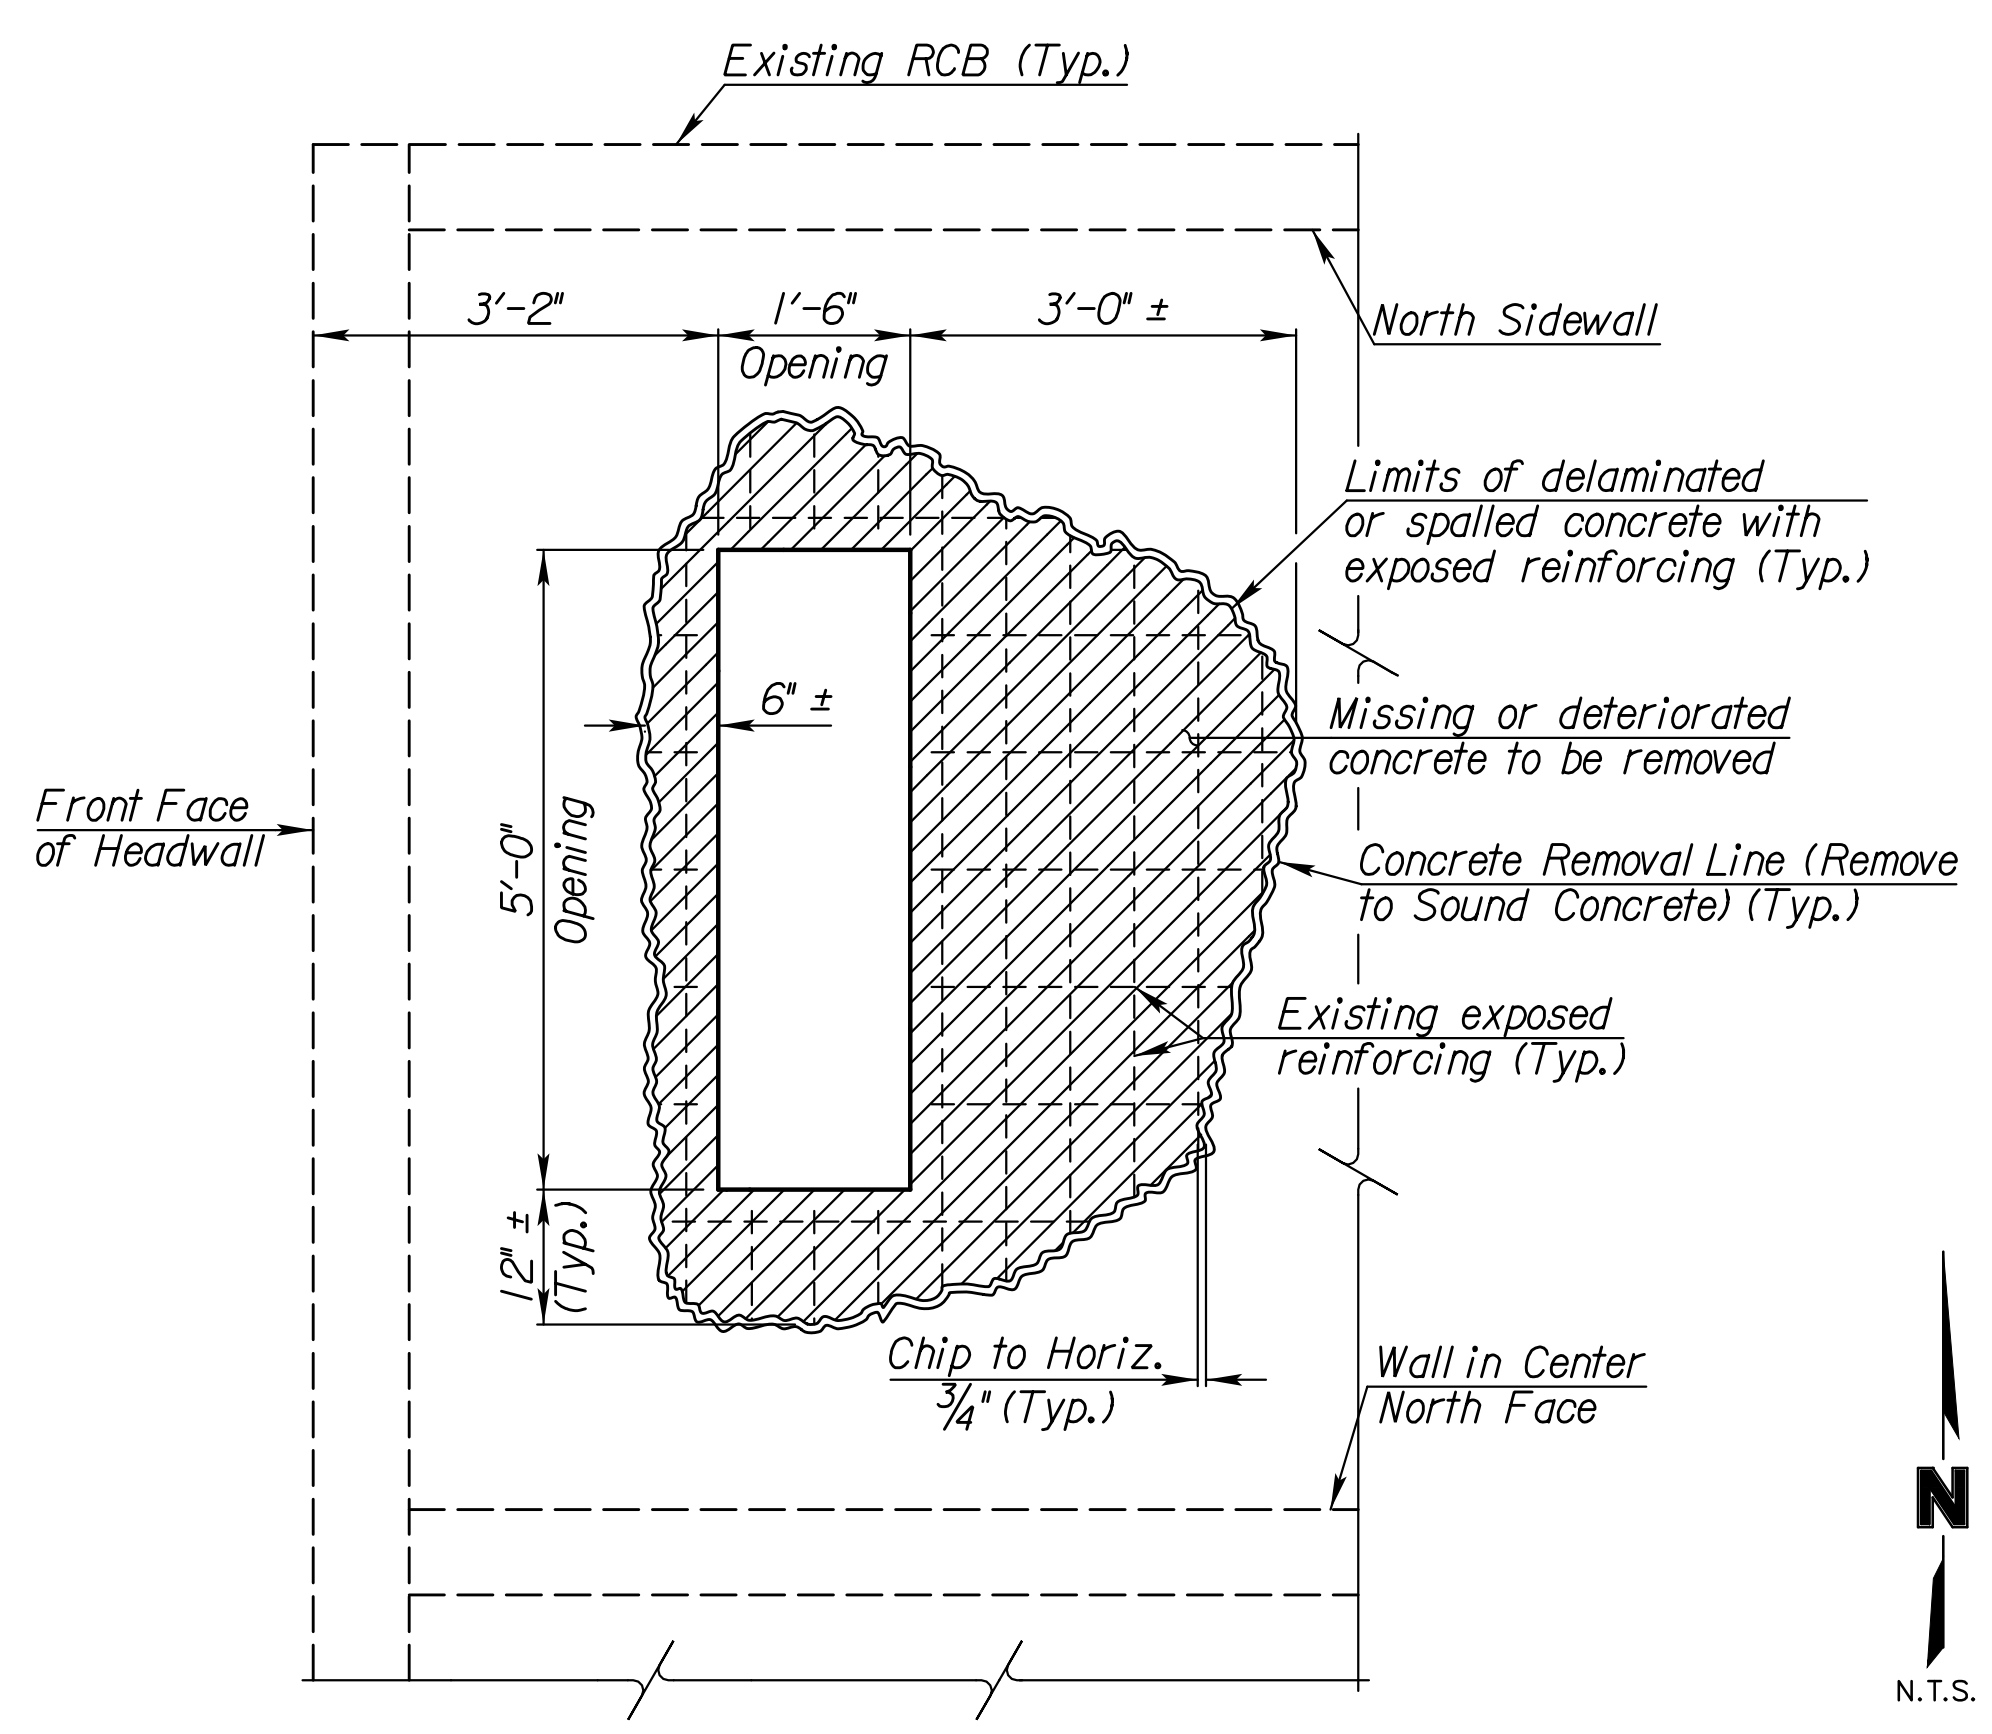 Existing RCB (Typ.)
3'-2"
1'-6"
3'-0" ±
Opening
North Sidewall
Limits of delaminated
or spalled concrete with
exposed reinforcing (Typ.)
6" ±
Missing or deteriorated
concrete to be removed
Front Face
of Headwall
5'-0"
Opening
Concrete Removal Line (Remove
to Sound Concrete) (Typ.)
Existing exposed
reinforcing (Typ.)
12" ±
(Typ.)
Chip to Horiz.
3/4" (Typ.)
Wall in Center
North Face
N
N.T.S.